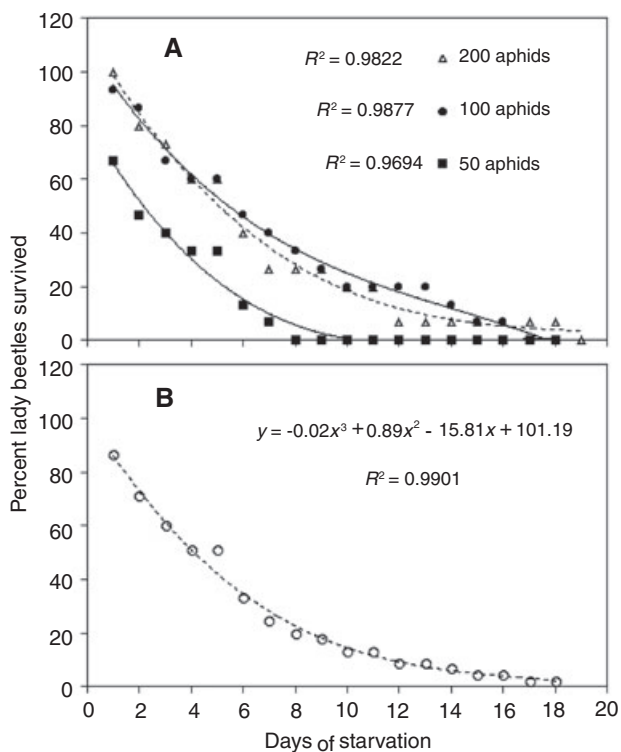 A
R² = 0.9822 △ 200 aphids
R² = 0.9877 ● 100 aphids
R² = 0.9694 ■ 50 aphids
120
100
80
60
40
20
0
Percent lady beetles survived
B
y = -0.02x³ + 0.89x² - 15.81x + 101.19
R² = 0.9901
120
100
80
60
40
20
0
0 2 4 6 8 10 12 14 16 18 20
Days of starvation